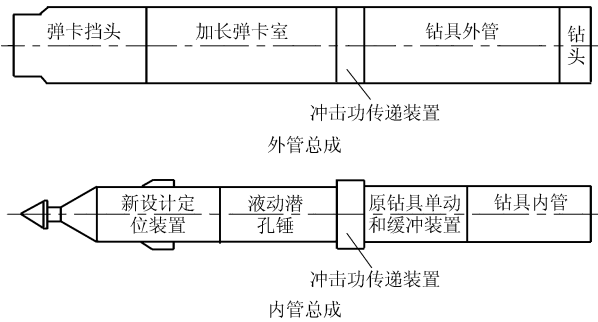 弹卡挡头
加长弹卡室
钻具外管
钻
头
冲击功传递装置
外管总成
新设计定
位装置
液动潜
孔锤
原钻具单动
和缓冲装置
钻具内管
冲击功传递装置
内管总成